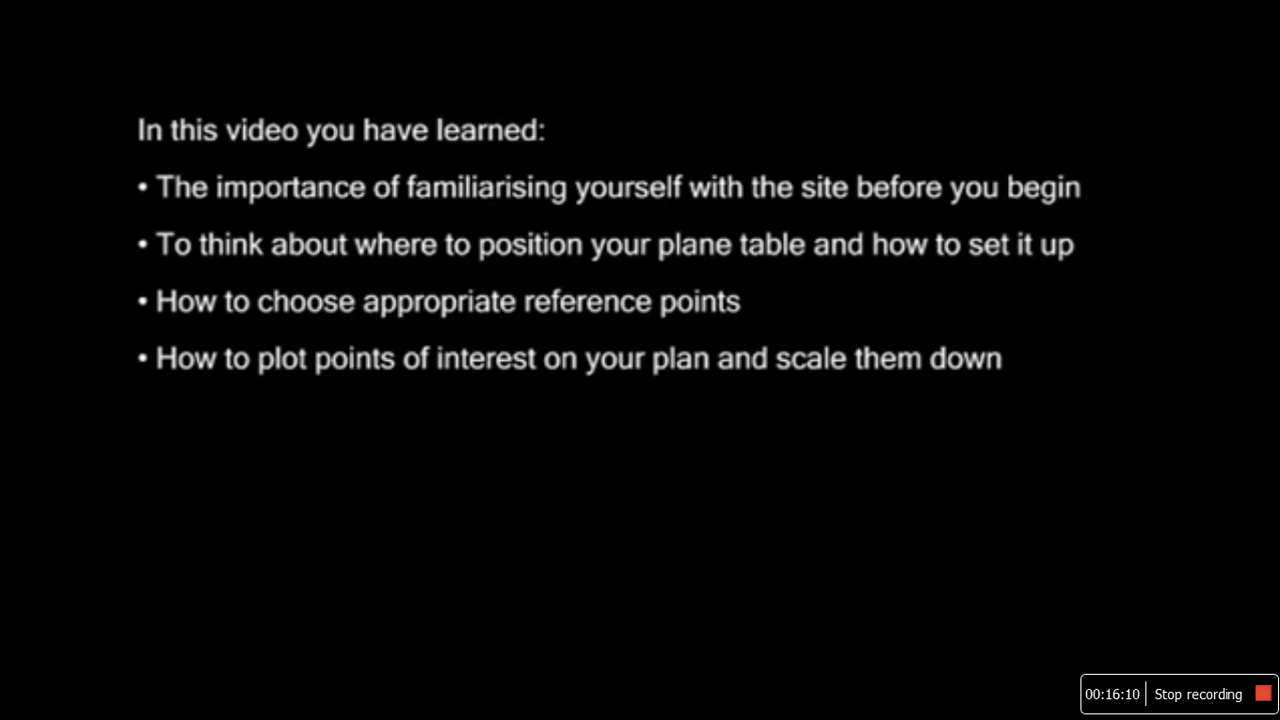 In this video you have learned:
• The importance of familiarising yourself with the site before you begin
• To think about where to position your plane table and how to set it up
• How to choose appropriate reference points
• How to plot points of interest on your plan and scale them down
00:16:10 Stop recording